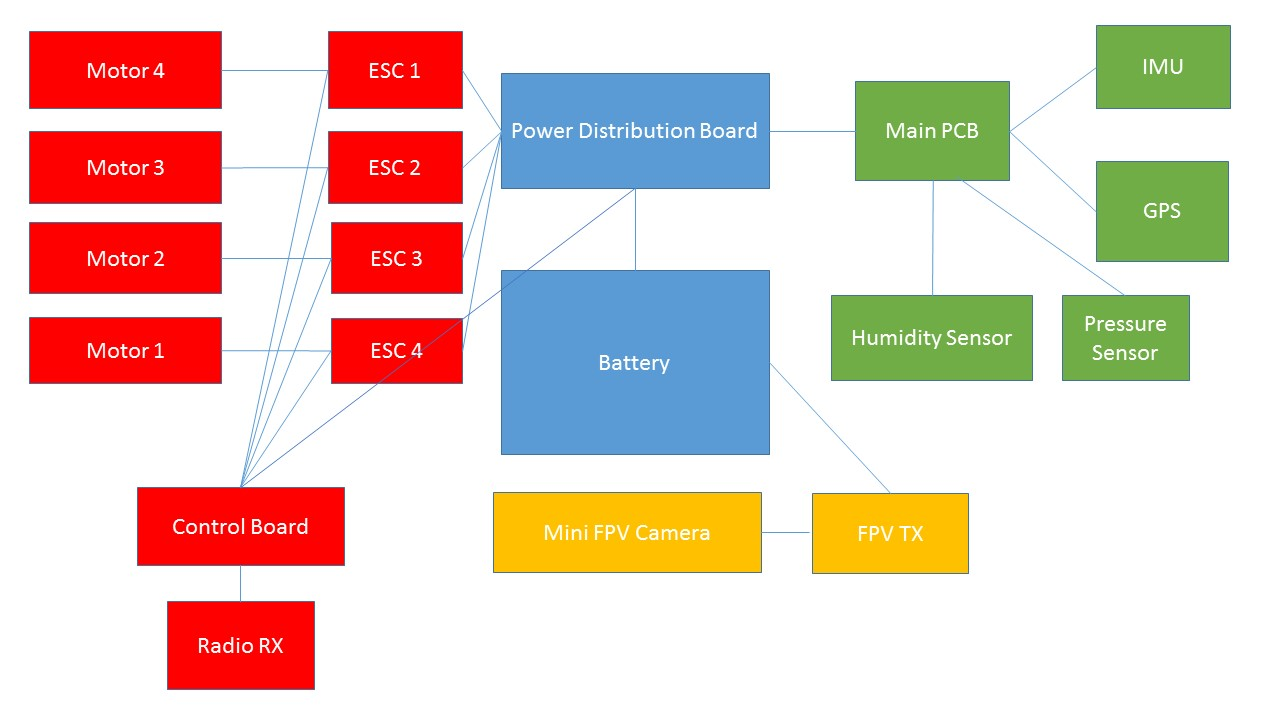 Motor 4
ESC 1
Power Distribution Board
Main PCB
IMU
Motor 3
ESC 2
GPS
Motor 2
ESC 3
Motor 1
ESC 4
Battery
Humidity Sensor
Pressure
Sensor
Control Board
Mini FPV Camera
FPV TX
Radio RX